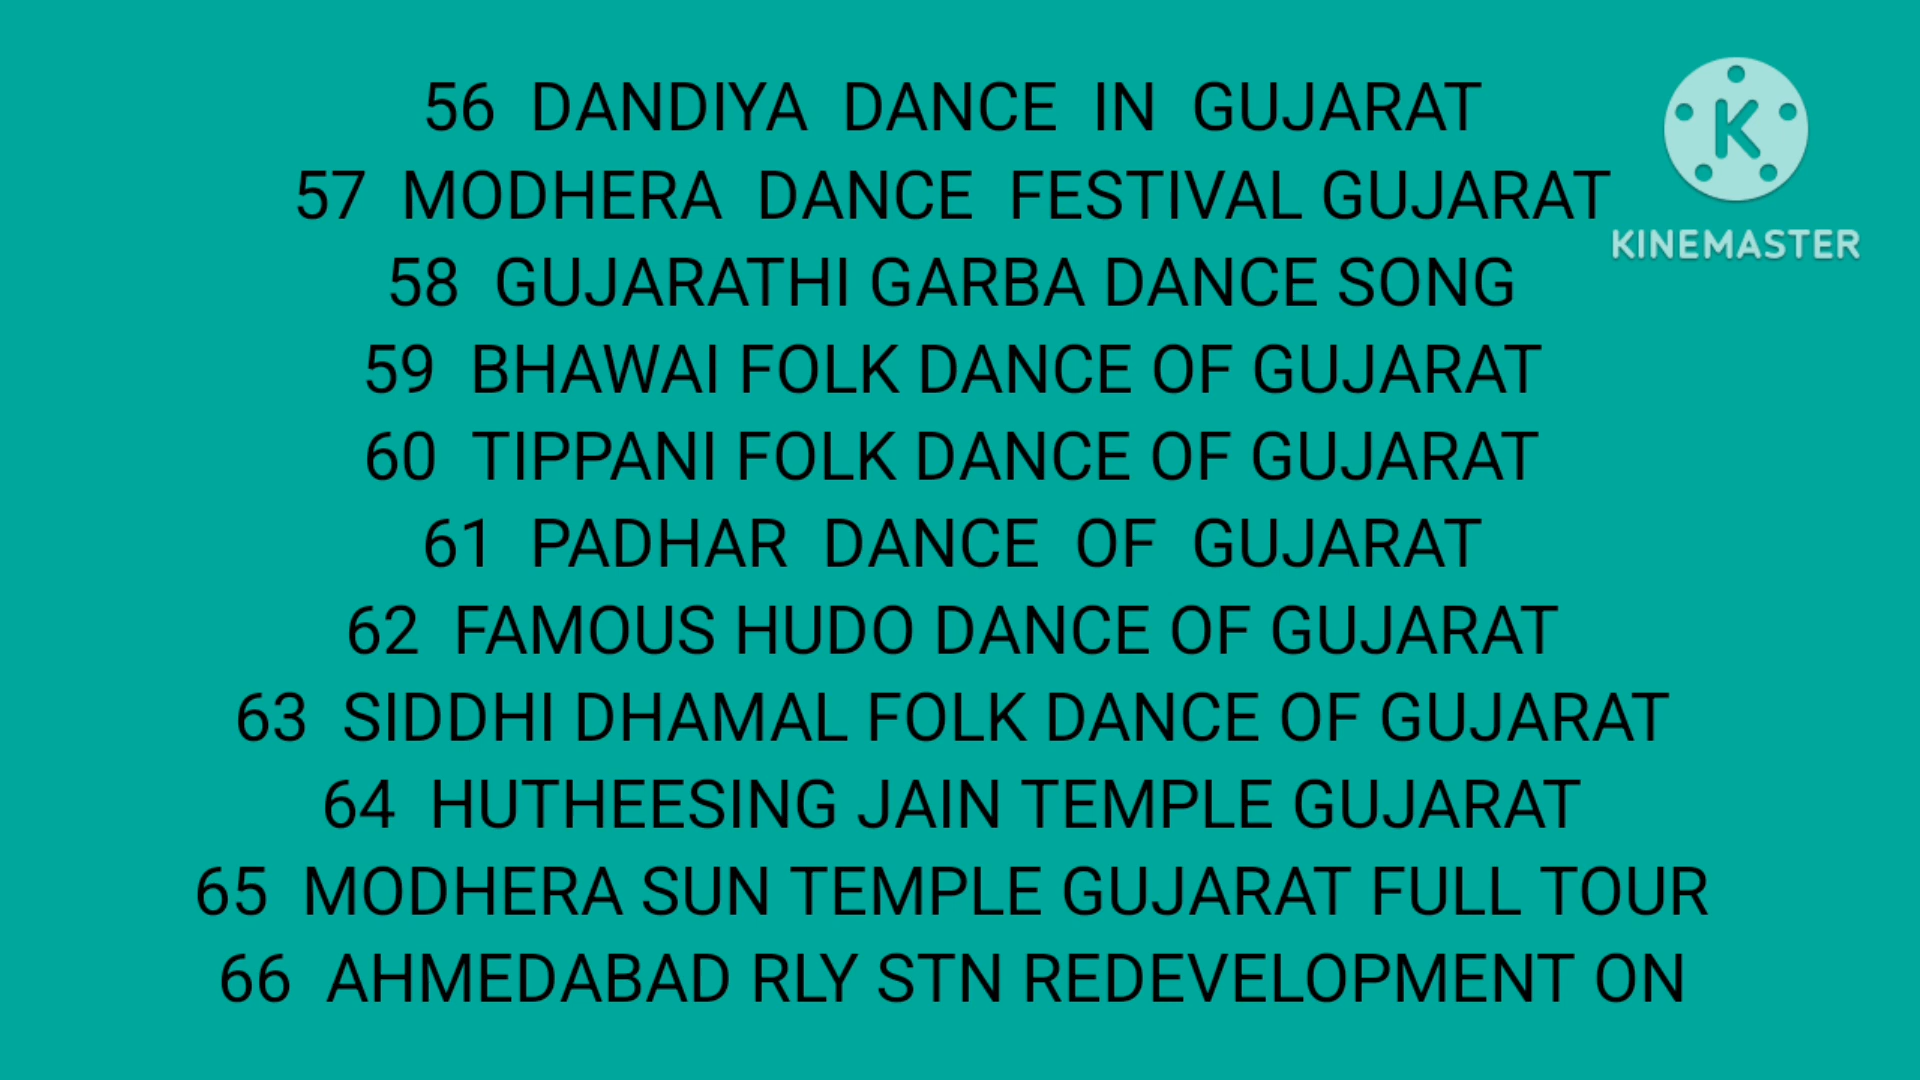 56 DANDIYA DANCE IN GUJARAT
57 MODHERA DANCE FESTIVAL GUJARAT
58 GUJARATHI GARBA DANCE SONG
59 BHAWAI FOLK DANCE OF GUJARAT
60 TIPPANI FOLK DANCE OF GUJARAT
61 PADHAR DANCE OF GUJARAT
62 FAMOUS HUDO DANCE OF GUJARAT
63 SIDDHI DHAMAL FOLK DANCE OF GUJARAT
64 HUTHEESING JAIN TEMPLE GUJARAT
65 MODHERA SUN TEMPLE GUJARAT FULL TOUR
66 AHMEDABAD RLY STN REDEVELOPMENT ON
K
KINEMASTER